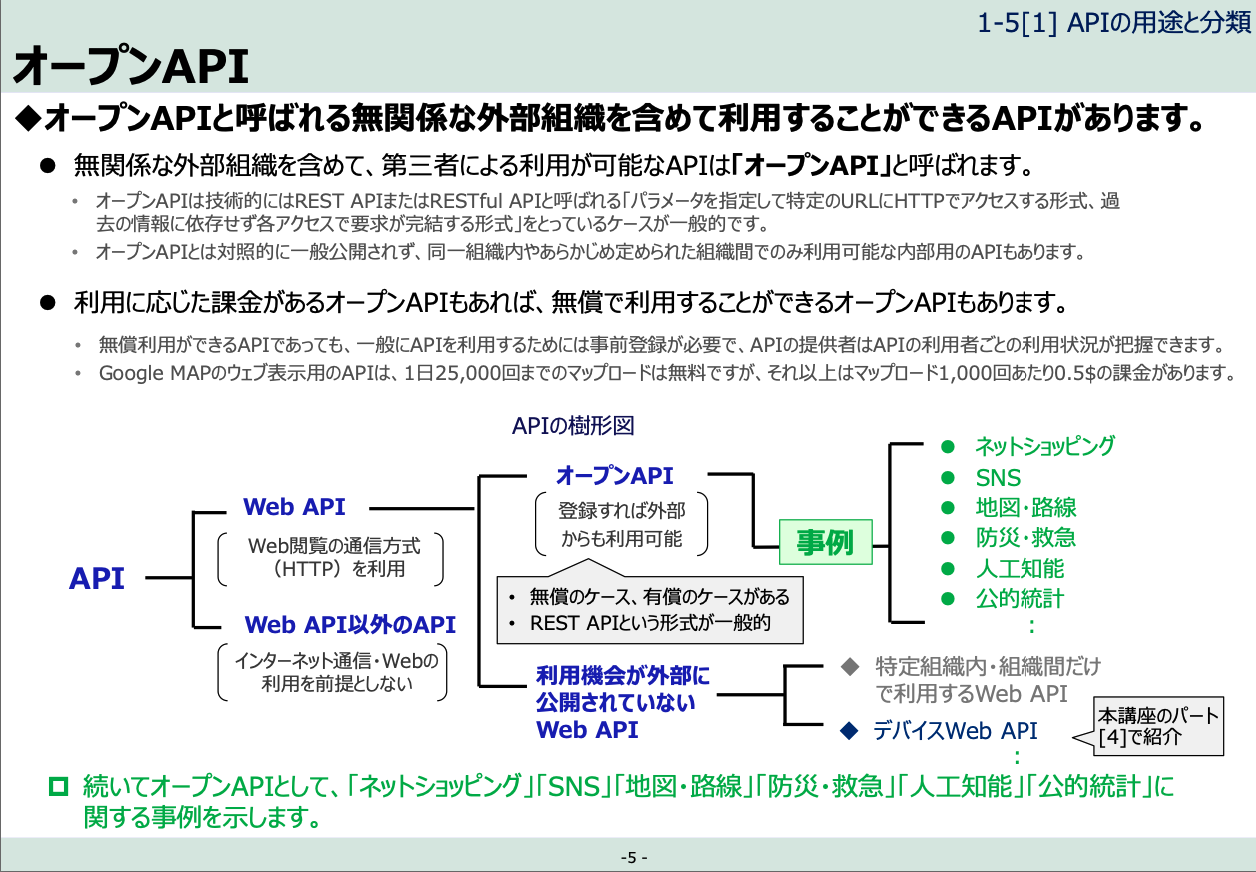 1-5[1] APIの用途と分類
オープンAPI
◆オープンAPIと呼ばれる無関係な外部組織を含めて利用することができるAPIがあります。
● 無関係な外部組織を含めて、第三者による利用が可能なAPIは「オープンAPI」と呼ばれます。
• オープンAPIは技術的にはREST APIまたはRESTful APIと呼ばれる「パラメータを指定して特定のURLにHTTPでアクセスする形式、過
去の情報に依存せず各アクセスで要求が完結する形式」をとっているケースが一般的です。
• オープンAPIとは対照的に一般公開されず、同一組織内やあらかじめ定められた組織間でのみ利用可能な内部用のAPIもあります。
● 利用に応じた課金があるオープンAPIもあれば、無償で利用することができるオープンAPIもあります。
• 無償利用ができるAPIであっても、一般にAPIを利用するためには事前登録が必要で、APIの提供者はAPIの利用者ごとの利用状況が把握できます。
• Google MAPのウェブ表示用のAPIは、1日25,000回までのマップロードは無料ですが、それ以上はマップロード1,000回あたり0.5$の課金があります。
APIの樹形図
API
Web API
Web閲覧の通信方式
（HTTP）を利用
Web API以外のAPI
インターネット通信・Webの
利用を前提としない
オープンAPI
登録すれば外部
からも利用可能
• 無償のケース、有償のケースがある
• REST APIという形式が一般的
利用機会が外部に
公開されていない
Web API
事例
● ネットショッピング
● SNS
● 地図・路線
● 防災・救急
● 人工知能
● 公的統計
：
◆ 特定組織内・組織間だけ
で利用するWeb API
◆ デバイスWeb API
：
本講座のパート
[4]で紹介
続いてオープンAPIとして、「ネットショッピング」「SNS」「地図・路線」「防災・救急」「人工知能」「公的統計」に
関する事例を示します。
-5 -